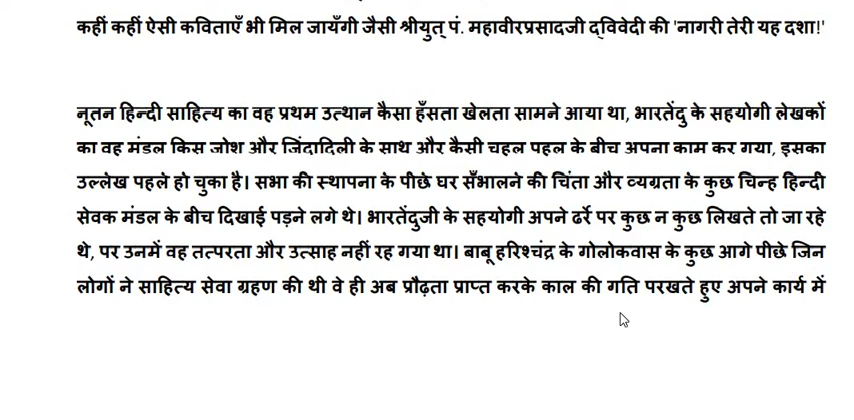 कहीं कहीं ऐसी कविताएँ भी मिल जायँगी जैसी श्रीयुत् पं. महावीरप्रसादजी द्विवेदी की 'नागरी तेरी यह दशा!'
नूतन हिन्दी साहित्य का वह प्रथम उत्थान कैसा हँसता खेलता सामने आया था, भारतेंदु के सहयोगी लेखकों
का वह मंडल किस जोश और जिंदादिली के साथ और कैसी चहल पहल के बीच अपना काम कर गया, इसका
उल्लेख पहले हो चुका है। सभा की स्थापना के पीछे घर सँभालने की चिंता और व्यग्रता के कुछ चिन्ह हिन्दी
सेवक मंडल के बीच दिखाई पड़ने लगे थे। भारतेंदुजी के सहयोगी अपने ढर्रे पर कुछ न कुछ लिखते तो जा रहे
थे, पर उनमें वह तत्परता और उत्साह नहीं रह गया था। बाबू हरिश्चंद्र के गोलोकवास के कुछ आगे पीछे जिन
लोगों ने साहित्य सेवा ग्रहण की थी वे ही अब प्रौढ़ता प्राप्त करके काल की गति परखते हुए अपने कार्य में